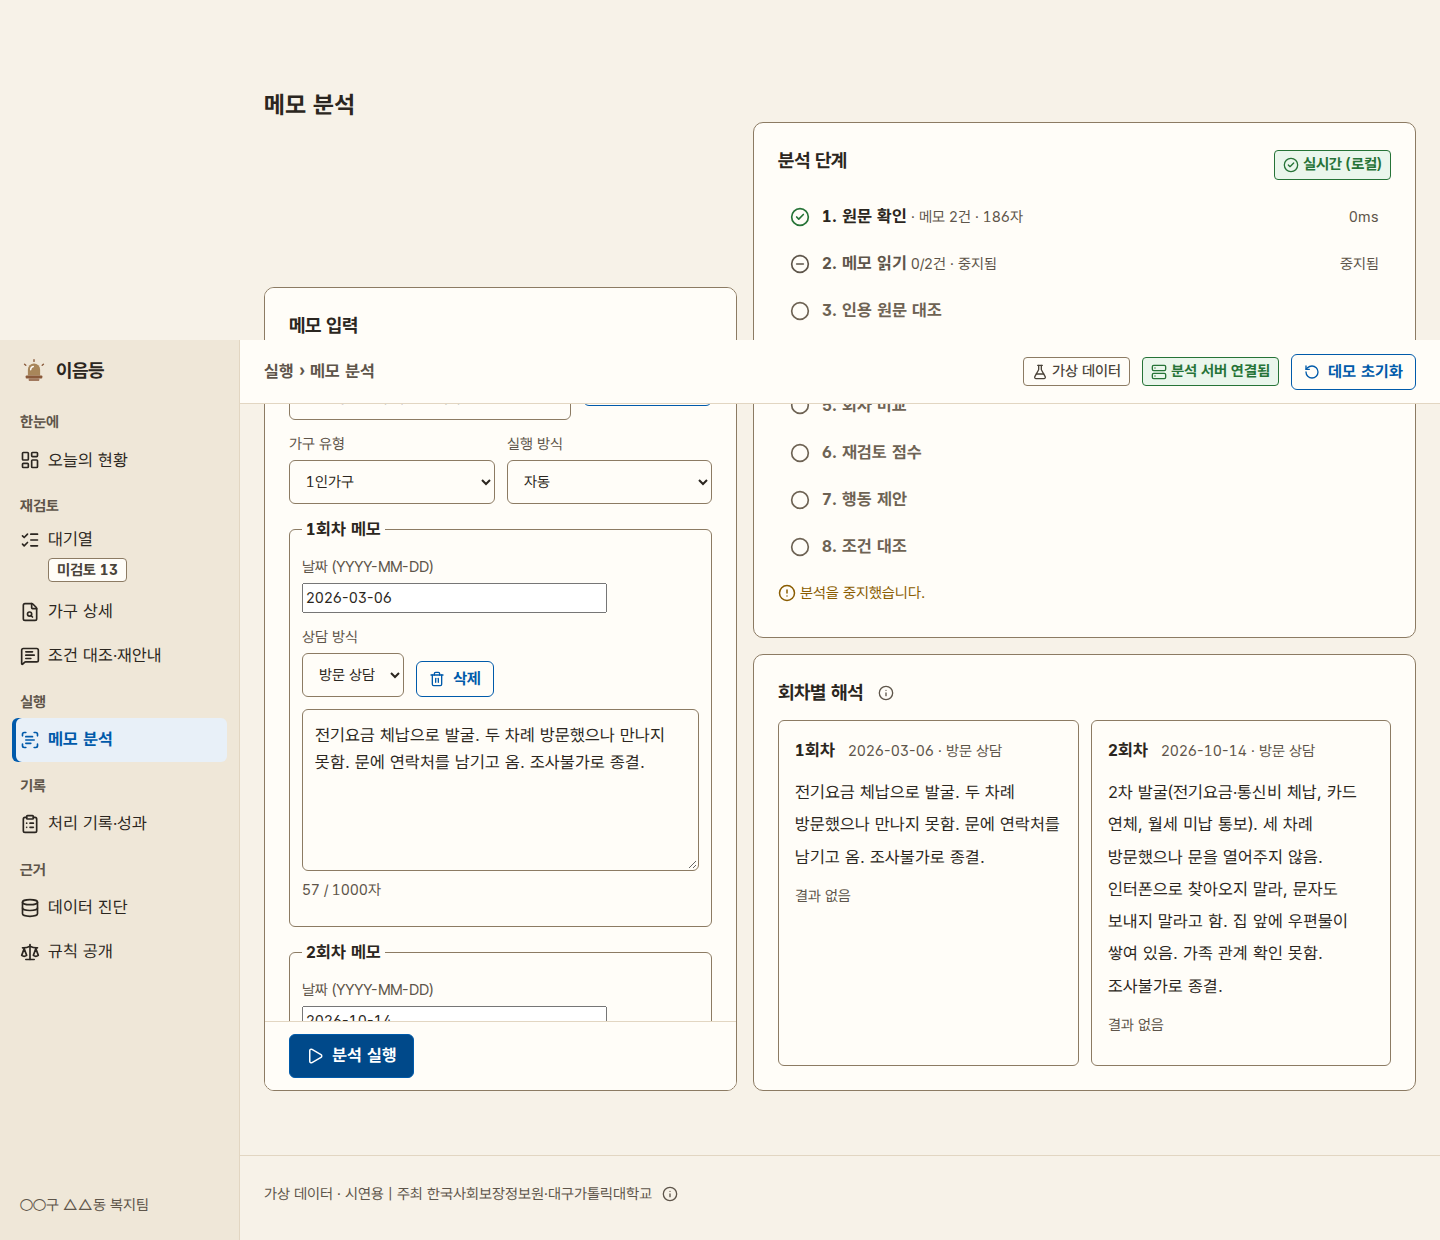 메모 분석
분석 단계
실시간 (로컬)
1. 원문 확인 · 메모 2건 · 186자
0ms
2. 메모 읽기 0/2건 · 중지됨
중지됨
3. 인용 원문 대조
메모 입력
이음등
실행 › 메모 분석
가상 데이터
분석 서버 연결됨
데모 초기화
한눈에
오늘의 현황
재검토
대기열
미검토 13
가구 상세
조건 대조·재안내
실행
메모 분석
기록
처리 기록·성과
근거
데이터 진단
규칙 공개
○○구 △△동 복지팀
가구 유형
실행 방식
1인가구
자동
1회차 메모
날짜 (YYYY-MM-DD)
2026-03-06
상담 방식
방문 상담
삭제
전기요금 체납으로 발굴. 두 차례 방문했으나 만나지
못함. 문에 연락처를 남기고 옴. 조사불가로 종결.
57 / 1000자
2회차 메모
날짜 (YYYY-MM-DD)
2026-10-14
분석 실행
5. 회차 비교
6. 재검토 점수
7. 행동 제안
8. 조건 대조
분석을 중지했습니다.
회차별 해석
1회차 2026-03-06 · 방문 상담
전기요금 체납으로 발굴. 두 차례
방문했으나 만나지 못함. 문에 연락처를
남기고 옴. 조사불가로 종결.
결과 없음
2회차 2026-10-14 · 방문 상담
2차 발굴(전기요금·통신비 체납, 카드
연체, 월세 미납 통보). 세 차례
방문했으나 문을 열어주지 않음.
인터폰으로 찾아오지 말라, 문자도
보내지 말라고 함. 집 앞에 우편물이
쌓여 있음. 가족 관계 확인 못함.
조사불가로 종결.
결과 없음
가상 데이터 · 시연용 | 주최 한국사회보장정보원·대구가톨릭대학교